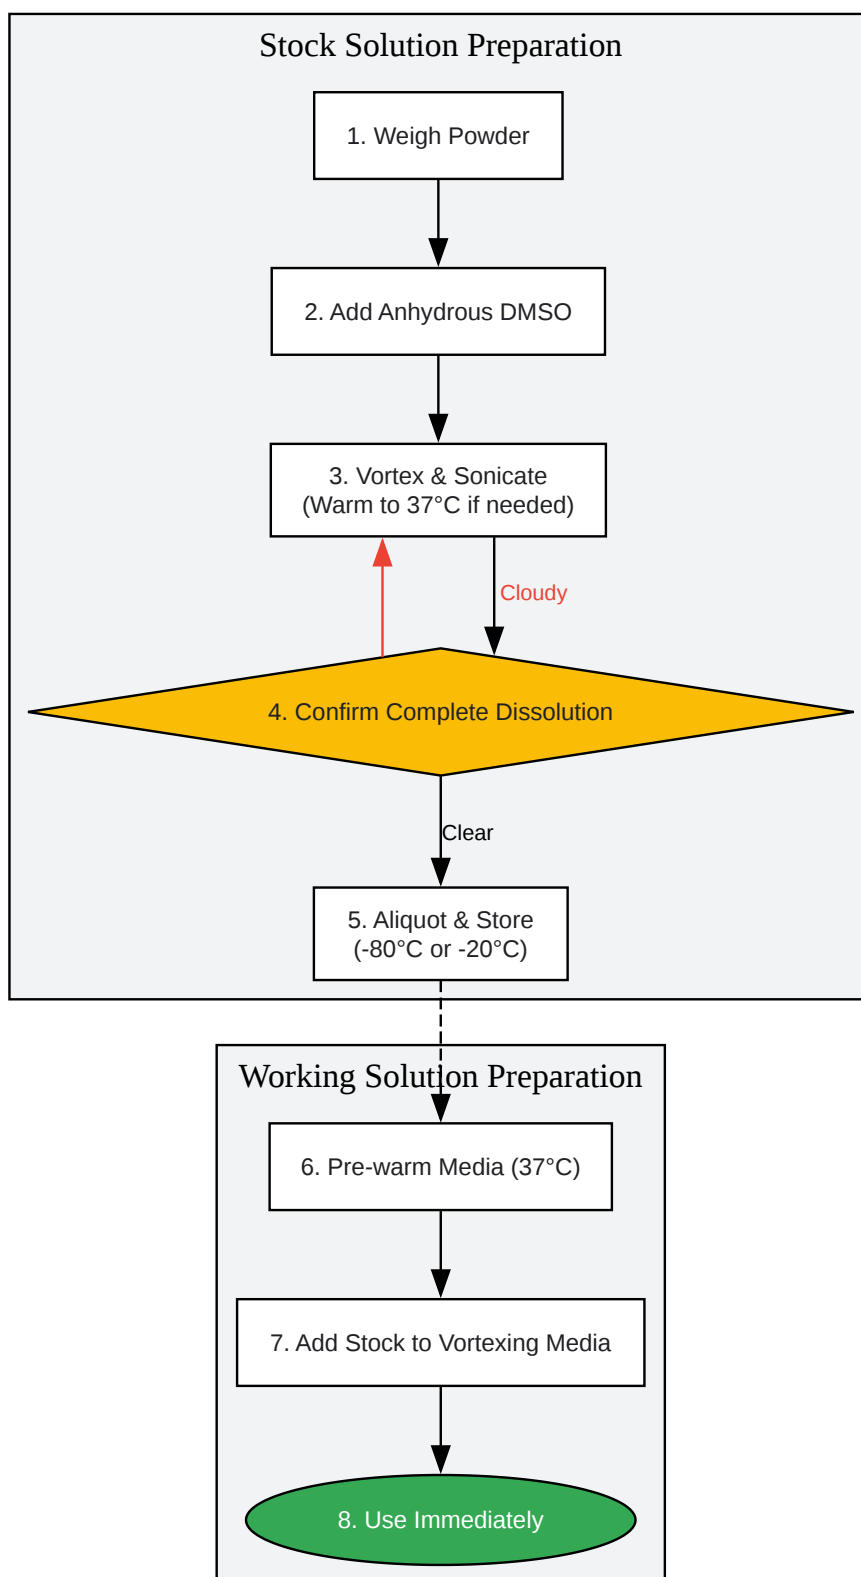 Stock Solution Preparation
1. Weigh Powder
2. Add Anhydrous DMSO
3. Vortex & Sonicate
(Warm to 37°C if needed)
Cloudy
4. Confirm Complete Dissolution
Clear
5. Aliquot & Store
(-80°C or -20°C)
Working Solution Preparation
6. Pre-warm Media (37°C)
7. Add Stock to Vortexing Media
8. Use Immediately